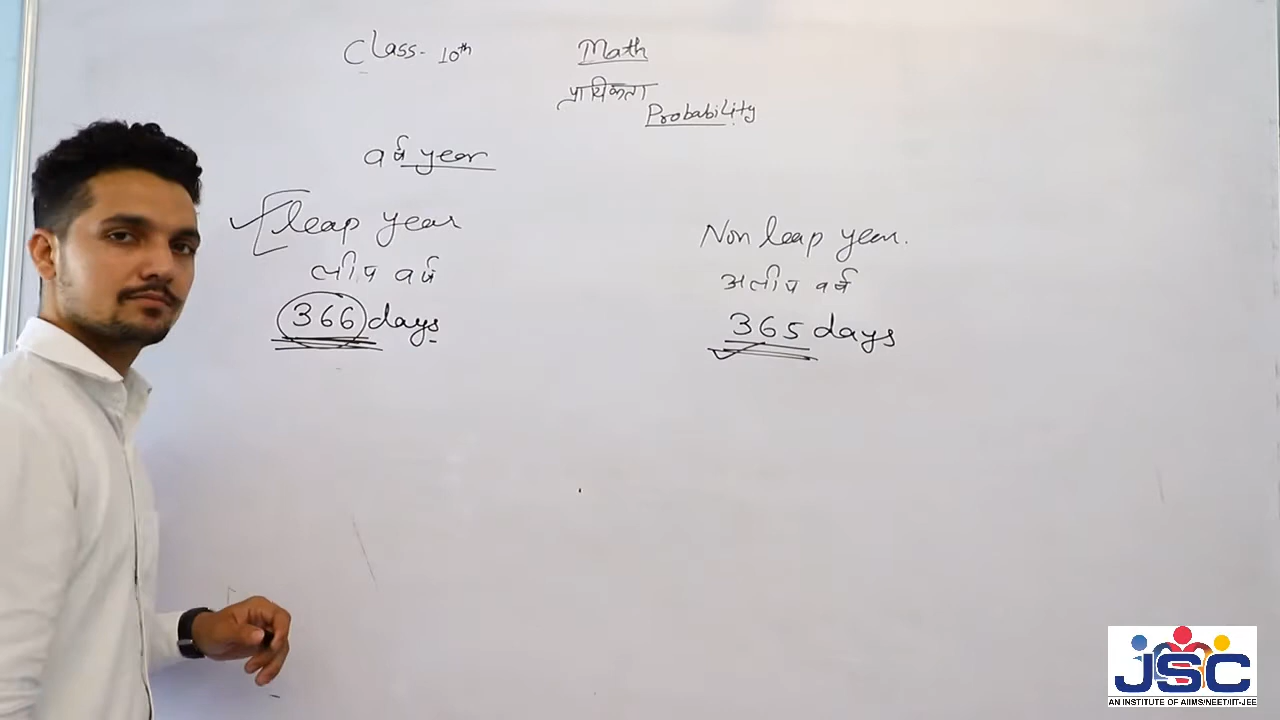 Class- 10th Math
प्रायिकता
Probability
वर्ष year
leap year Non leap year.
लीप वर्ष अलीप वर्ष
366 days 365 days
JSC
AN INSTITUTE OF AIIMS/NEET/IIT-JEE